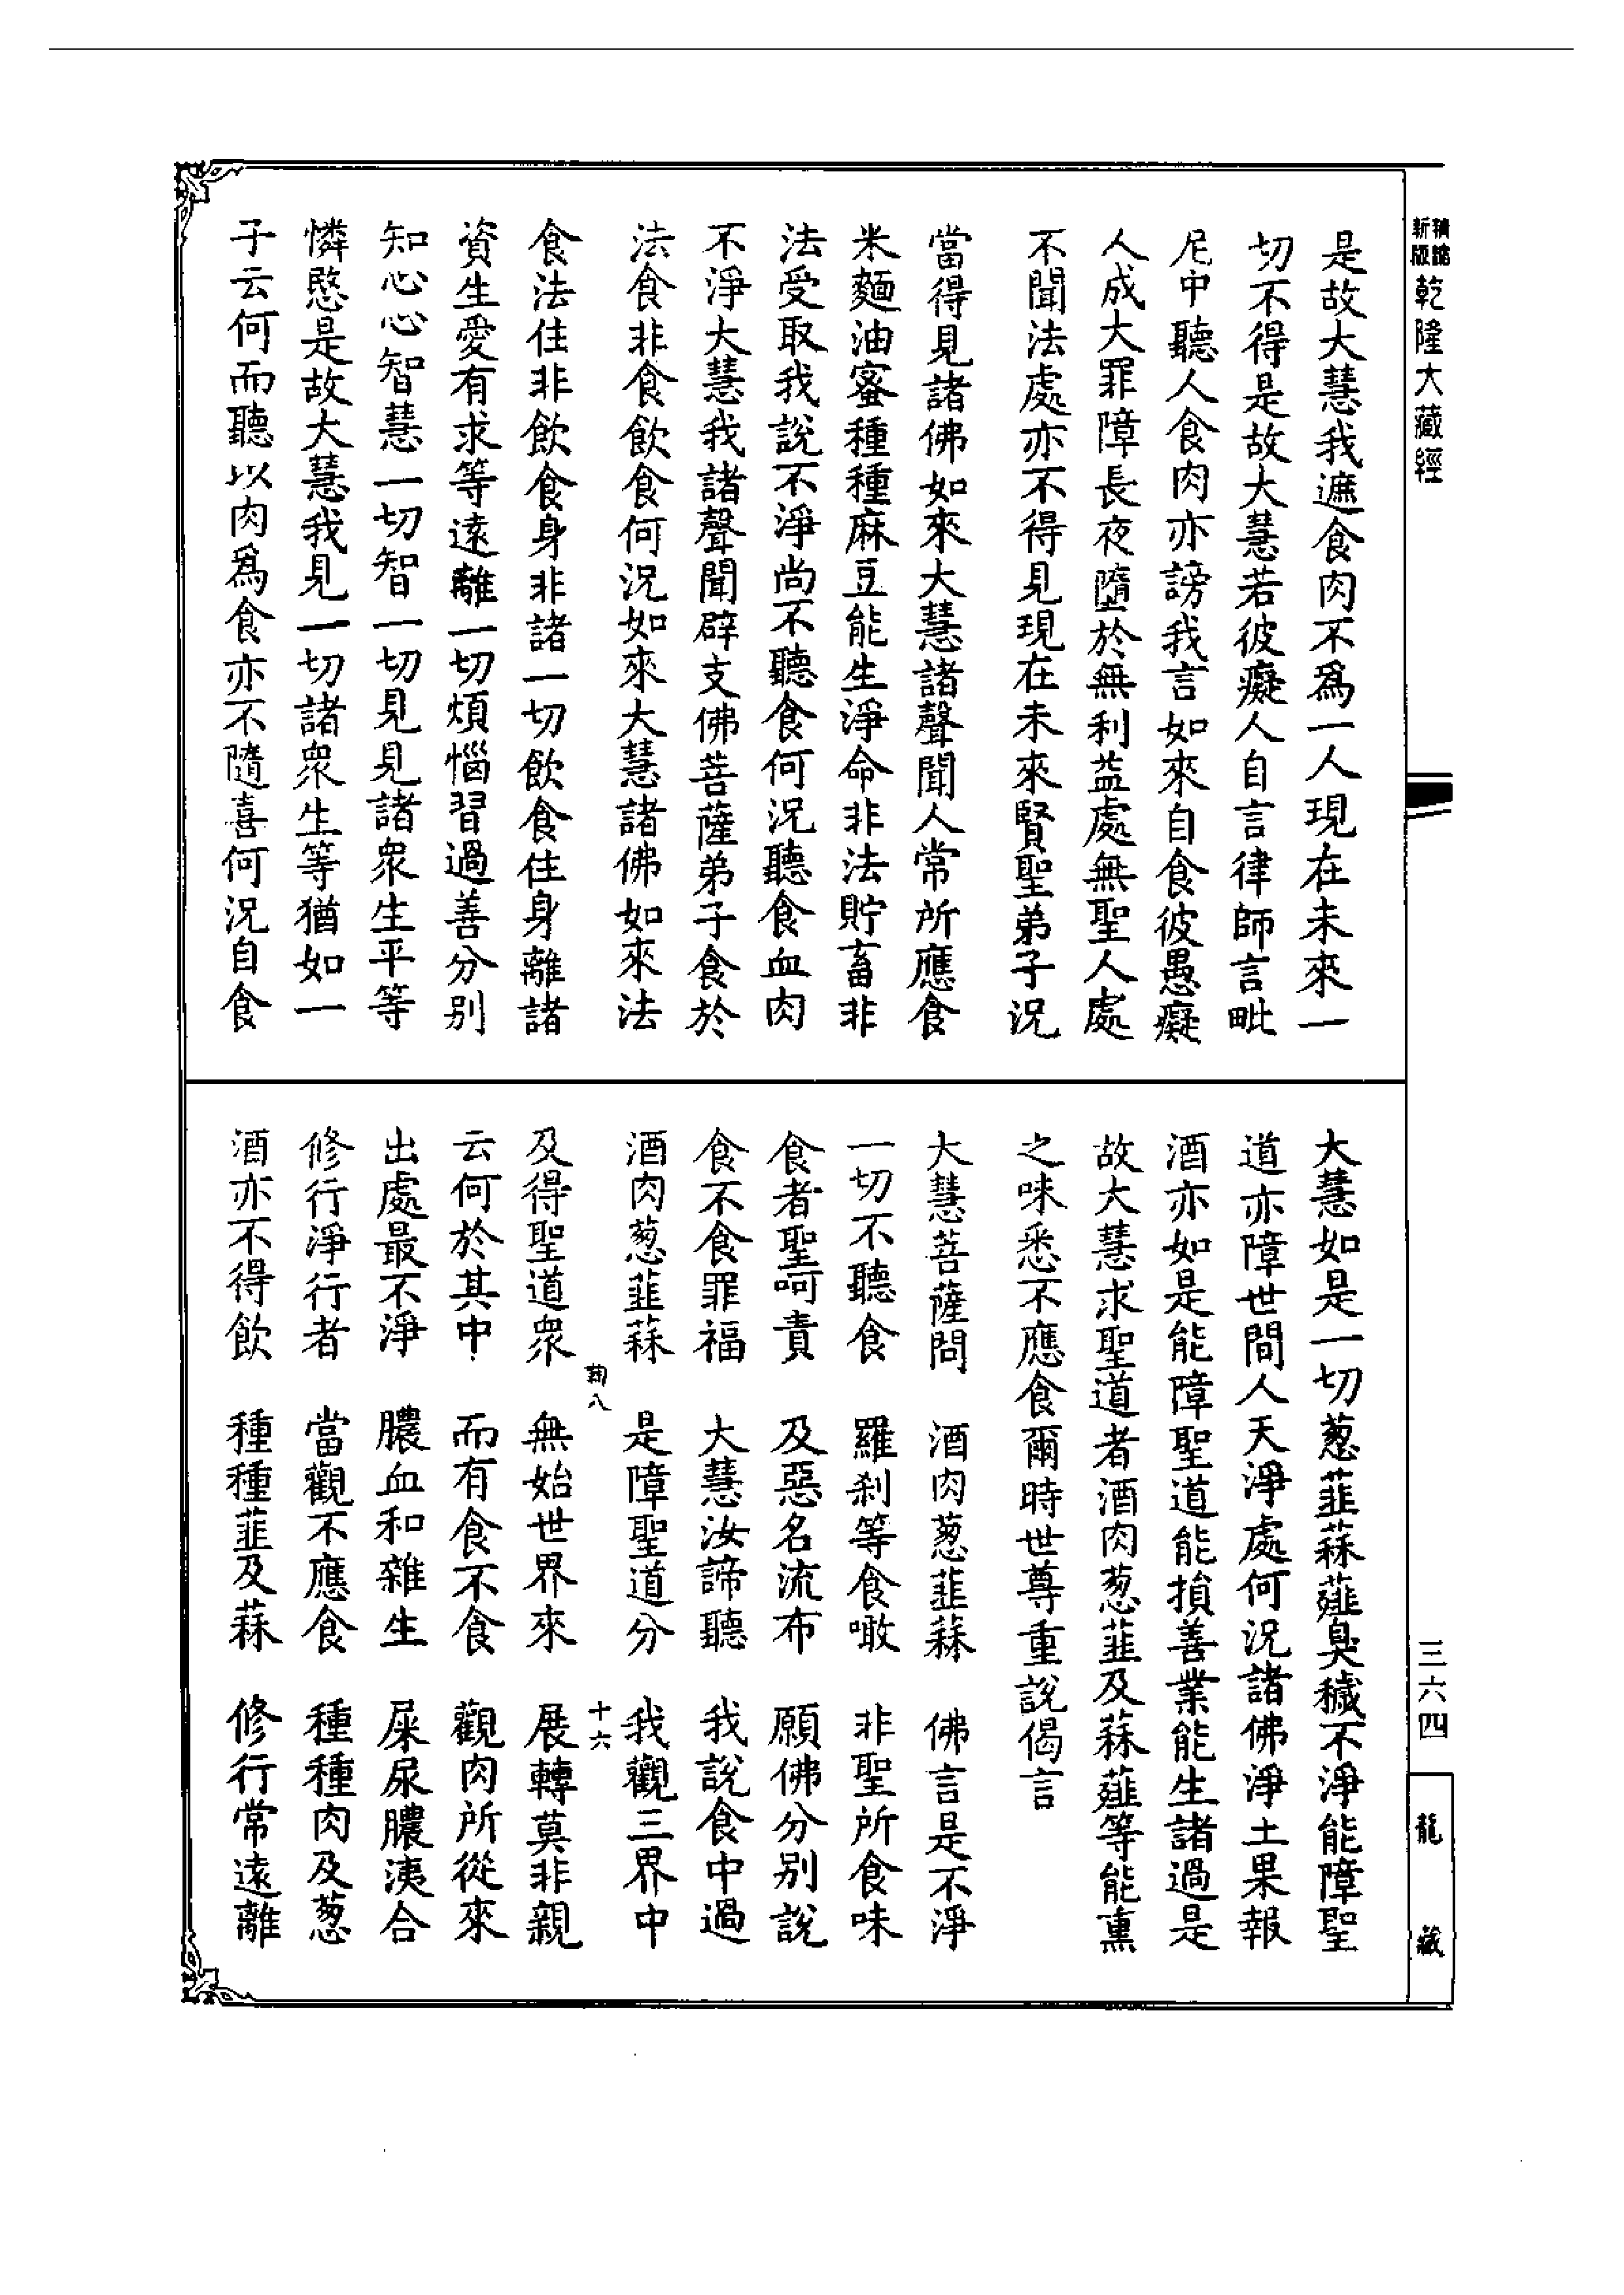 新版
精譜
乾隆大藏經
三六四
龍藏
是故大慧我遮食肉不為一人現在未來一
切不得是故大慧若彼癡人自言律師言毗
尼中聽人食肉亦謗我言如來自食彼愚癡
人成大罪障長夜墮於無利益處無聖人處
不聞法處亦不得見現在未來賢聖弟子況
當得見諸佛如來大慧諸聲聞人常所應食
米麵油蜜種種麻豆能生淨命非法貯畜非
法受取我說不淨尚不聽食何況聽食血肉
不淨大慧我諸聲聞辟支佛菩薩弟子食於
法食非食飲食何況如來大慧諸佛如來法
食法住非飲食身非諸一切飲食住身離諸
資生愛有求等遠離一切煩惱習過善分別
知心心智慧一切智一切見見諸衆生平等
憐愍是故大慧我見一切諸衆生等猶如一
子云何而聽以肉為食亦不隨喜何況自食
大慧如是一切葱韮蒜薤臭穢不淨能障聖
道亦障世間人天淨處何況諸佛淨土果報
酒亦如是能障聖道能損善業能生諸過是
故大慧求聖道者酒肉葱韮及蒜薤等能熏
之味悉不應食爾時世尊重說偈言
大慧菩薩問　酒肉葱韮蒜　佛言是不淨
一切不聽食　羅刹等食噉　非聖所食味
食者聖呵責　及惡名流布　願佛分別說
食不食罪福　大慧汝諦聽　我說食中過
酒肉葱韮蒜　是障聖道分　我觀三界中
八　十六
及得聖道衆　無始世界來　展轉莫非親
云何於其中　而有食不食　觀肉所從來
出處最不淨　膿血和雜生　屎尿膿洟合
修行淨行者　當觀不應食　種種肉及葱
酒亦不得飲　種種韮及蒜　修行常遠離